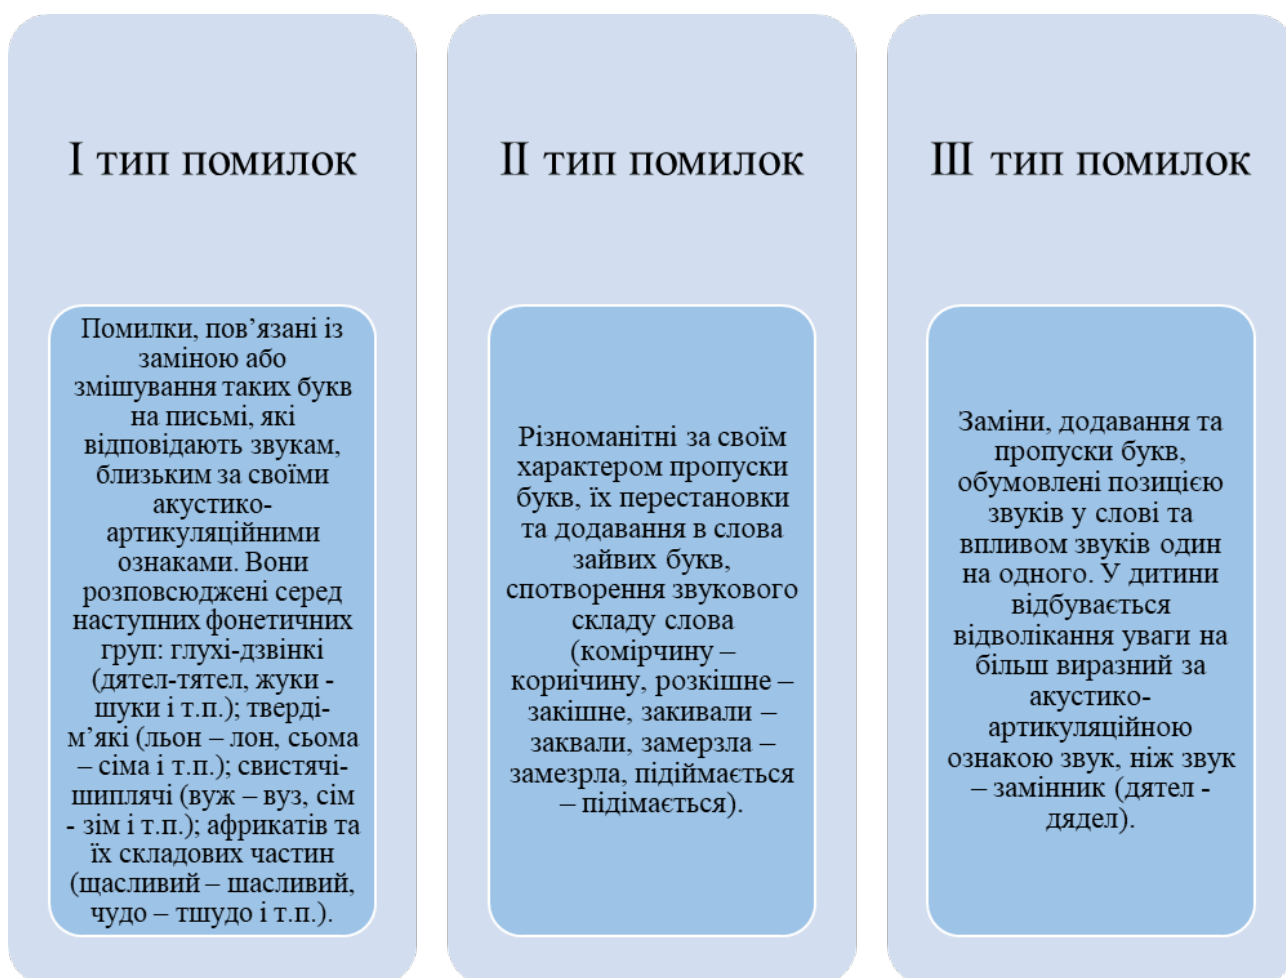 I тип помилок
Помилки, пов’язані із
заміною або
змішування таких букв
на письмі, які
відповідають звукам,
близьким за своїми
акустико-
артикуляційними
ознаками. Вони
розповсюджені серед
наступних фонетичних
груп: глухі-дзвінкі
(дятел-тятел, жуки -
шуки і т.п.); тверді-
м’які (льон – лон, сьома
– сіма і т.п.); свистячі-
шиплячі (вуж – вуз, сім
- зім і т.п.); африкатів та
їх складових частин
(щасливий – шасливий,
чудо – тшудо і т.п.).
II тип помилок
Різноманітні за своїм
характером пропуски
букв, їх перестановки
та додавання в слова
зайвих букв,
спотворення звукового
складу слова
(комірчину –
кориічину, розкішне –
закішне, закивали –
заквали, замерзла –
замезрла, підіймається
– підімається).
III тип помилок
Заміни, додавання та
пропуски букв,
обумовлені позицією
звуків у слові та
впливом звуків один
на одного. У дитини
відбувається
відволікання уваги на
більш виразний за
акустико-
артикуляційною
ознакою звук, ніж звук
– замінник (дятел -
дядел).